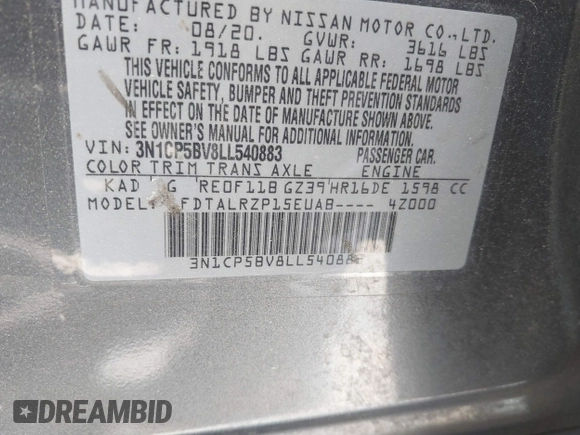 MANUFACTURED BY NISSAN MOTOR CO.,LTD.
DATE: 08/20. GVWR: 3616 LBS
GAWR FR: 1918 LBS GAWR RR: 1698 LBS
THIS VEHICLE CONFORMS TO ALL APPLICABLE FEDERAL MOTOR
VEHICLE SAFETY, BUMPER AND THEFT PREVENTION STANDARDS
IN EFFECT ON THE DATE OF MANUFACTURE SHOWN ABOVE.
SEE OWNER'S MANUAL FOR ADDITIONAL INFORMATION.
VIN: 3N1CP5BV8LL540883 PASSENGER CAR.
COLOR TRIM TRANS AXLE ENGINE
KAD G RE0F11B GZ39 HR16DE 1598 CC
MODEL: FDTALRZP15EUAB---- 4Z000
3N1CP5BV8LL54088
DREAMBID